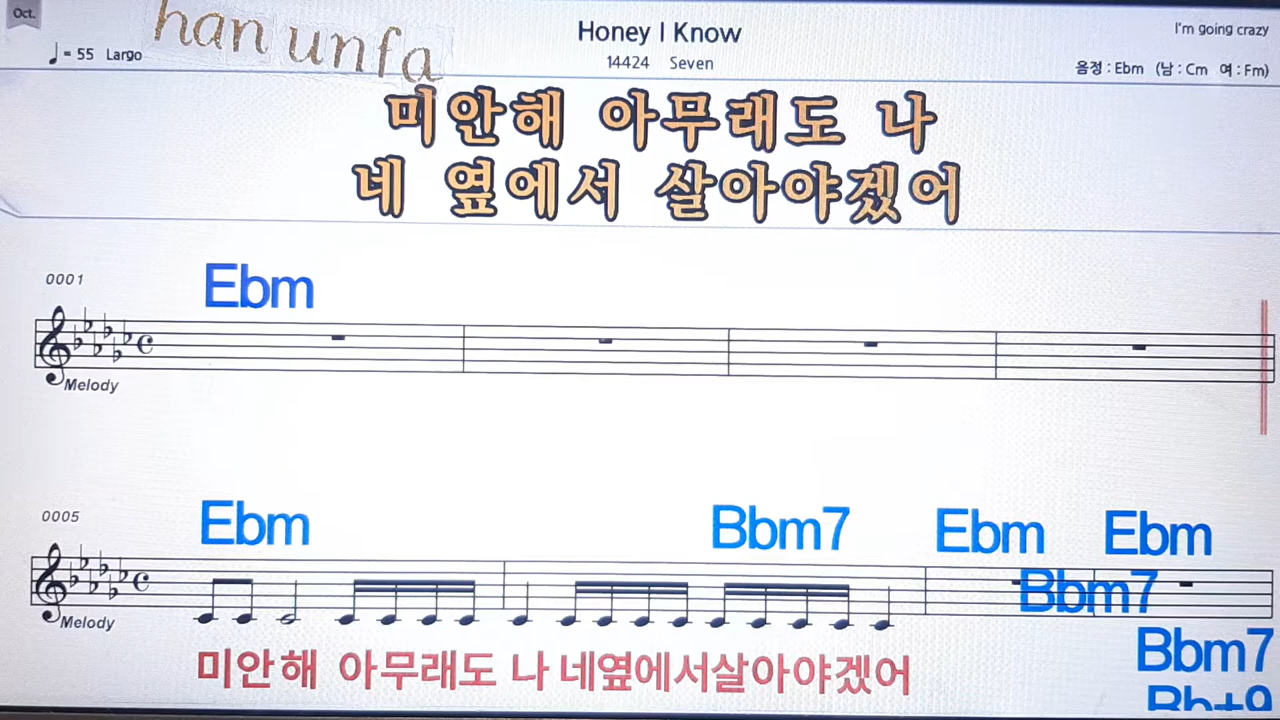 Oct.
han unfa
♩ = 55 Largo
Honey I Know
14424 Seven
I'm going crazy
음정 : Ebm (남 : Cm 여 : Fm)
미안해 아무래도 나
네 옆에서 살아야겠어
0001
Ebm
Melody
0005
Ebm Bbm7 Ebm Ebm
Bbm7
Melody
Bbm7
미안해 아무래도 나 네옆에서살아야겠어